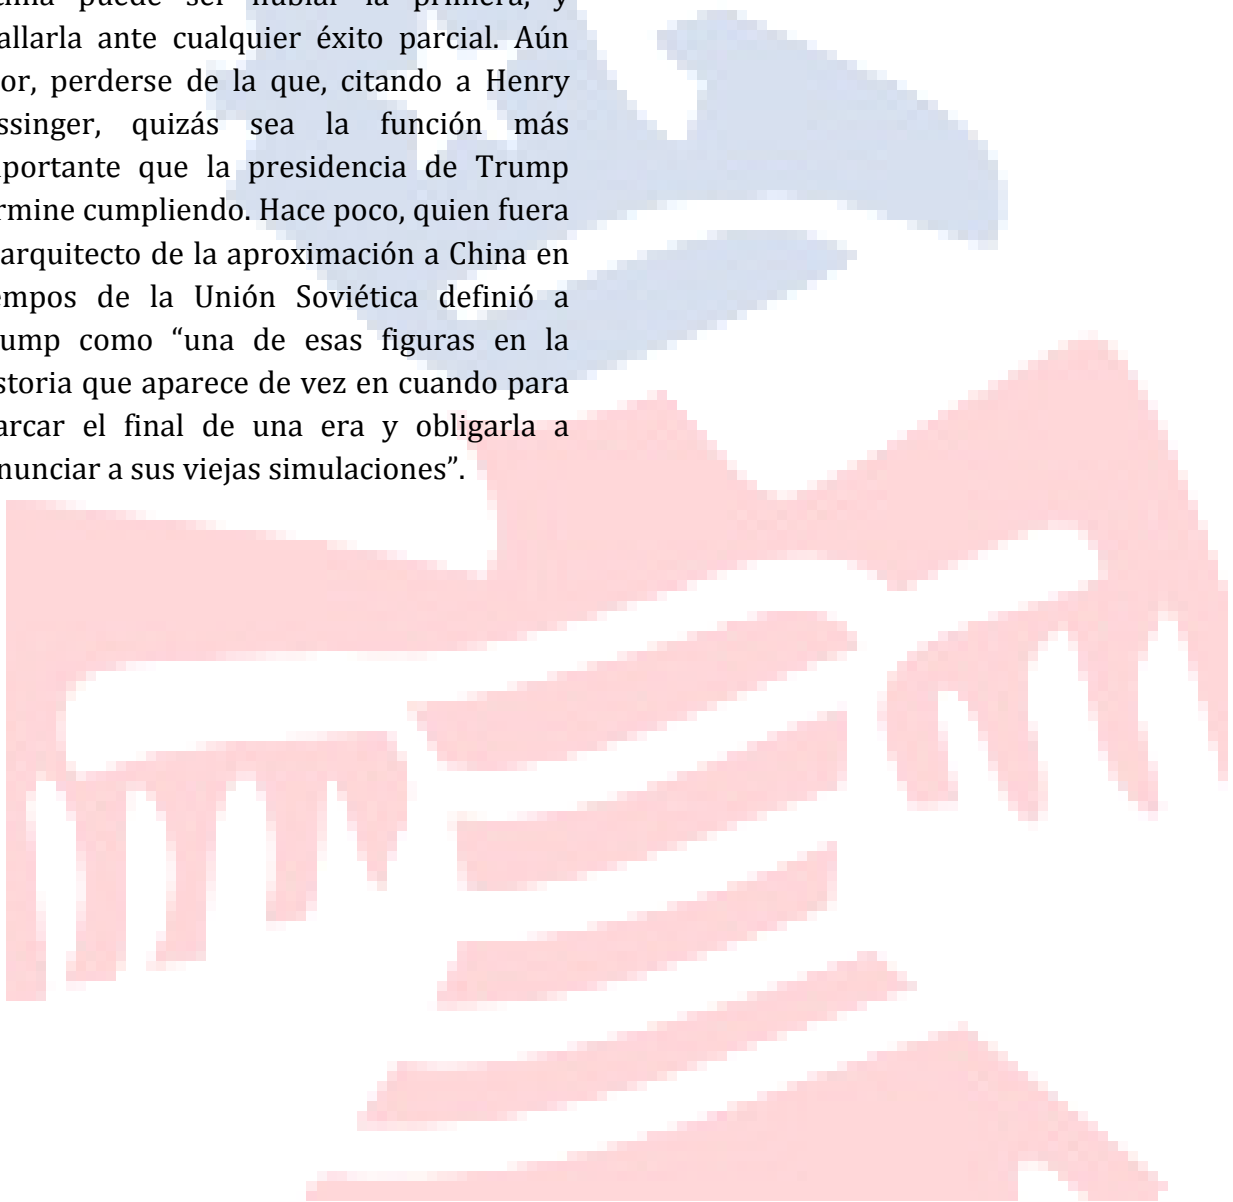 puede ser nublar la primera, y
allarla ante cualquier éxito parcial. Aún
or, perderse de la que, citando a Henry
ssinger, quizás sea la función más
portante que la presidencia de Trump
rmine cumpliendo. Hace poco, quien fuera
arquitecto de la aproximación a China en
empos de la Unión Soviética definió a
ump como “una de esas figuras en la
storia que aparece de vez en cuando para
arcar el final de una era y obligarla a
nunciar a sus viejas simulaciones”.